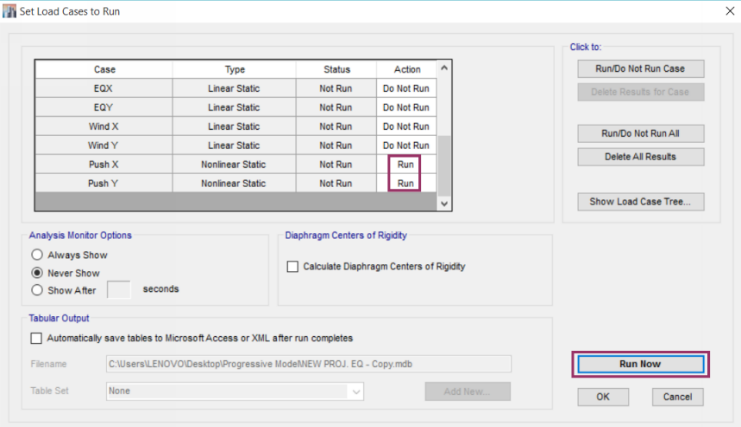 Set Load Cases to Run
Click to:
Case Type Status Action
EQX Linear Static Not Run Do Not Run
EQY Linear Static Not Run Do Not Run
Wind X Linear Static Not Run Do Not Run
Wind Y Linear Static Not Run Do Not Run
Push X Nonlinear Static Not Run Run
Push Y Nonlinear Static Not Run Run
Run/Do Not Run Case
Delete Results for Case
Run/Do Not Run All
Delete All Results
Show Load Case Tree...
Analysis Monitor Options
Always Show
Never Show
Show After seconds
Diaphragm Centers of Rigidity
Calculate Diaphragm Centers of Rigidity
Tabular Output
Automatically save tables to Microsoft Access or XML after run completes
Filename C:\Users\LENOVO\Desktop\Progressive Model\NEW PROJ. EQ - Copy.mdb
Table Set None Add New...
Run Now
OK Cancel